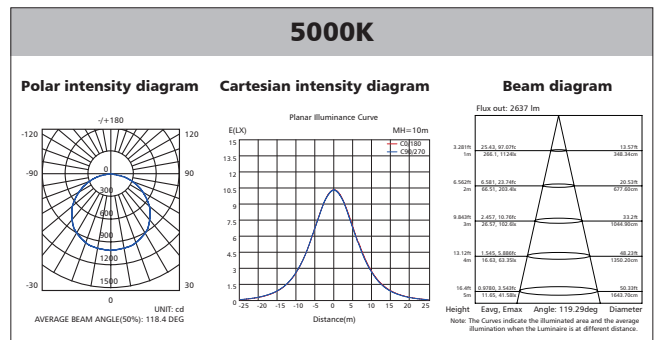 5000K
Polar intensity diagram
Cartesian intensity diagram
Beam diagram
-/+180
-120
120
-90
90
-30
30
0
0
300
600
900
1200
1500
UNIT: cd
AVERAGE BEAM ANGLE(50%): 118.4 DEG
Planar Illuminance Curve
E(LX)
MH=10m
C0/180
C90/270
15
13.5
12
10.5
9
7.5
6
4.5
3
1.5
0
-25 -20 -15 -10 -5 0 5 10 15 20 25
Distance(m)
Flux out: 2637 lm
3.281ft 25.43, 97.07fc 13.57ft
1m 266.1, 1124lx 348.34cm
6.562ft 6.581, 23.74fc 20.53ft
2m 66.51, 203.4lx 677.60cm
9.843ft 2.457, 10.76fc 33.2ft
3m 26.57, 102.6lx 1044.90cm
13.12ft 1.545, 5.886fc 48.23ft
4m 16.63, 63.35lx 1350.20cm
16.4ft 0.9780, 3.543fc 50.33ft
5m 11.65, 41.58lx 1643.70cm
Height Eavg, Emax Angle: 119.29deg Diameter
Note: The Curves indicate the illuminated area and the average
illumination when the Luminaire is at different distance.